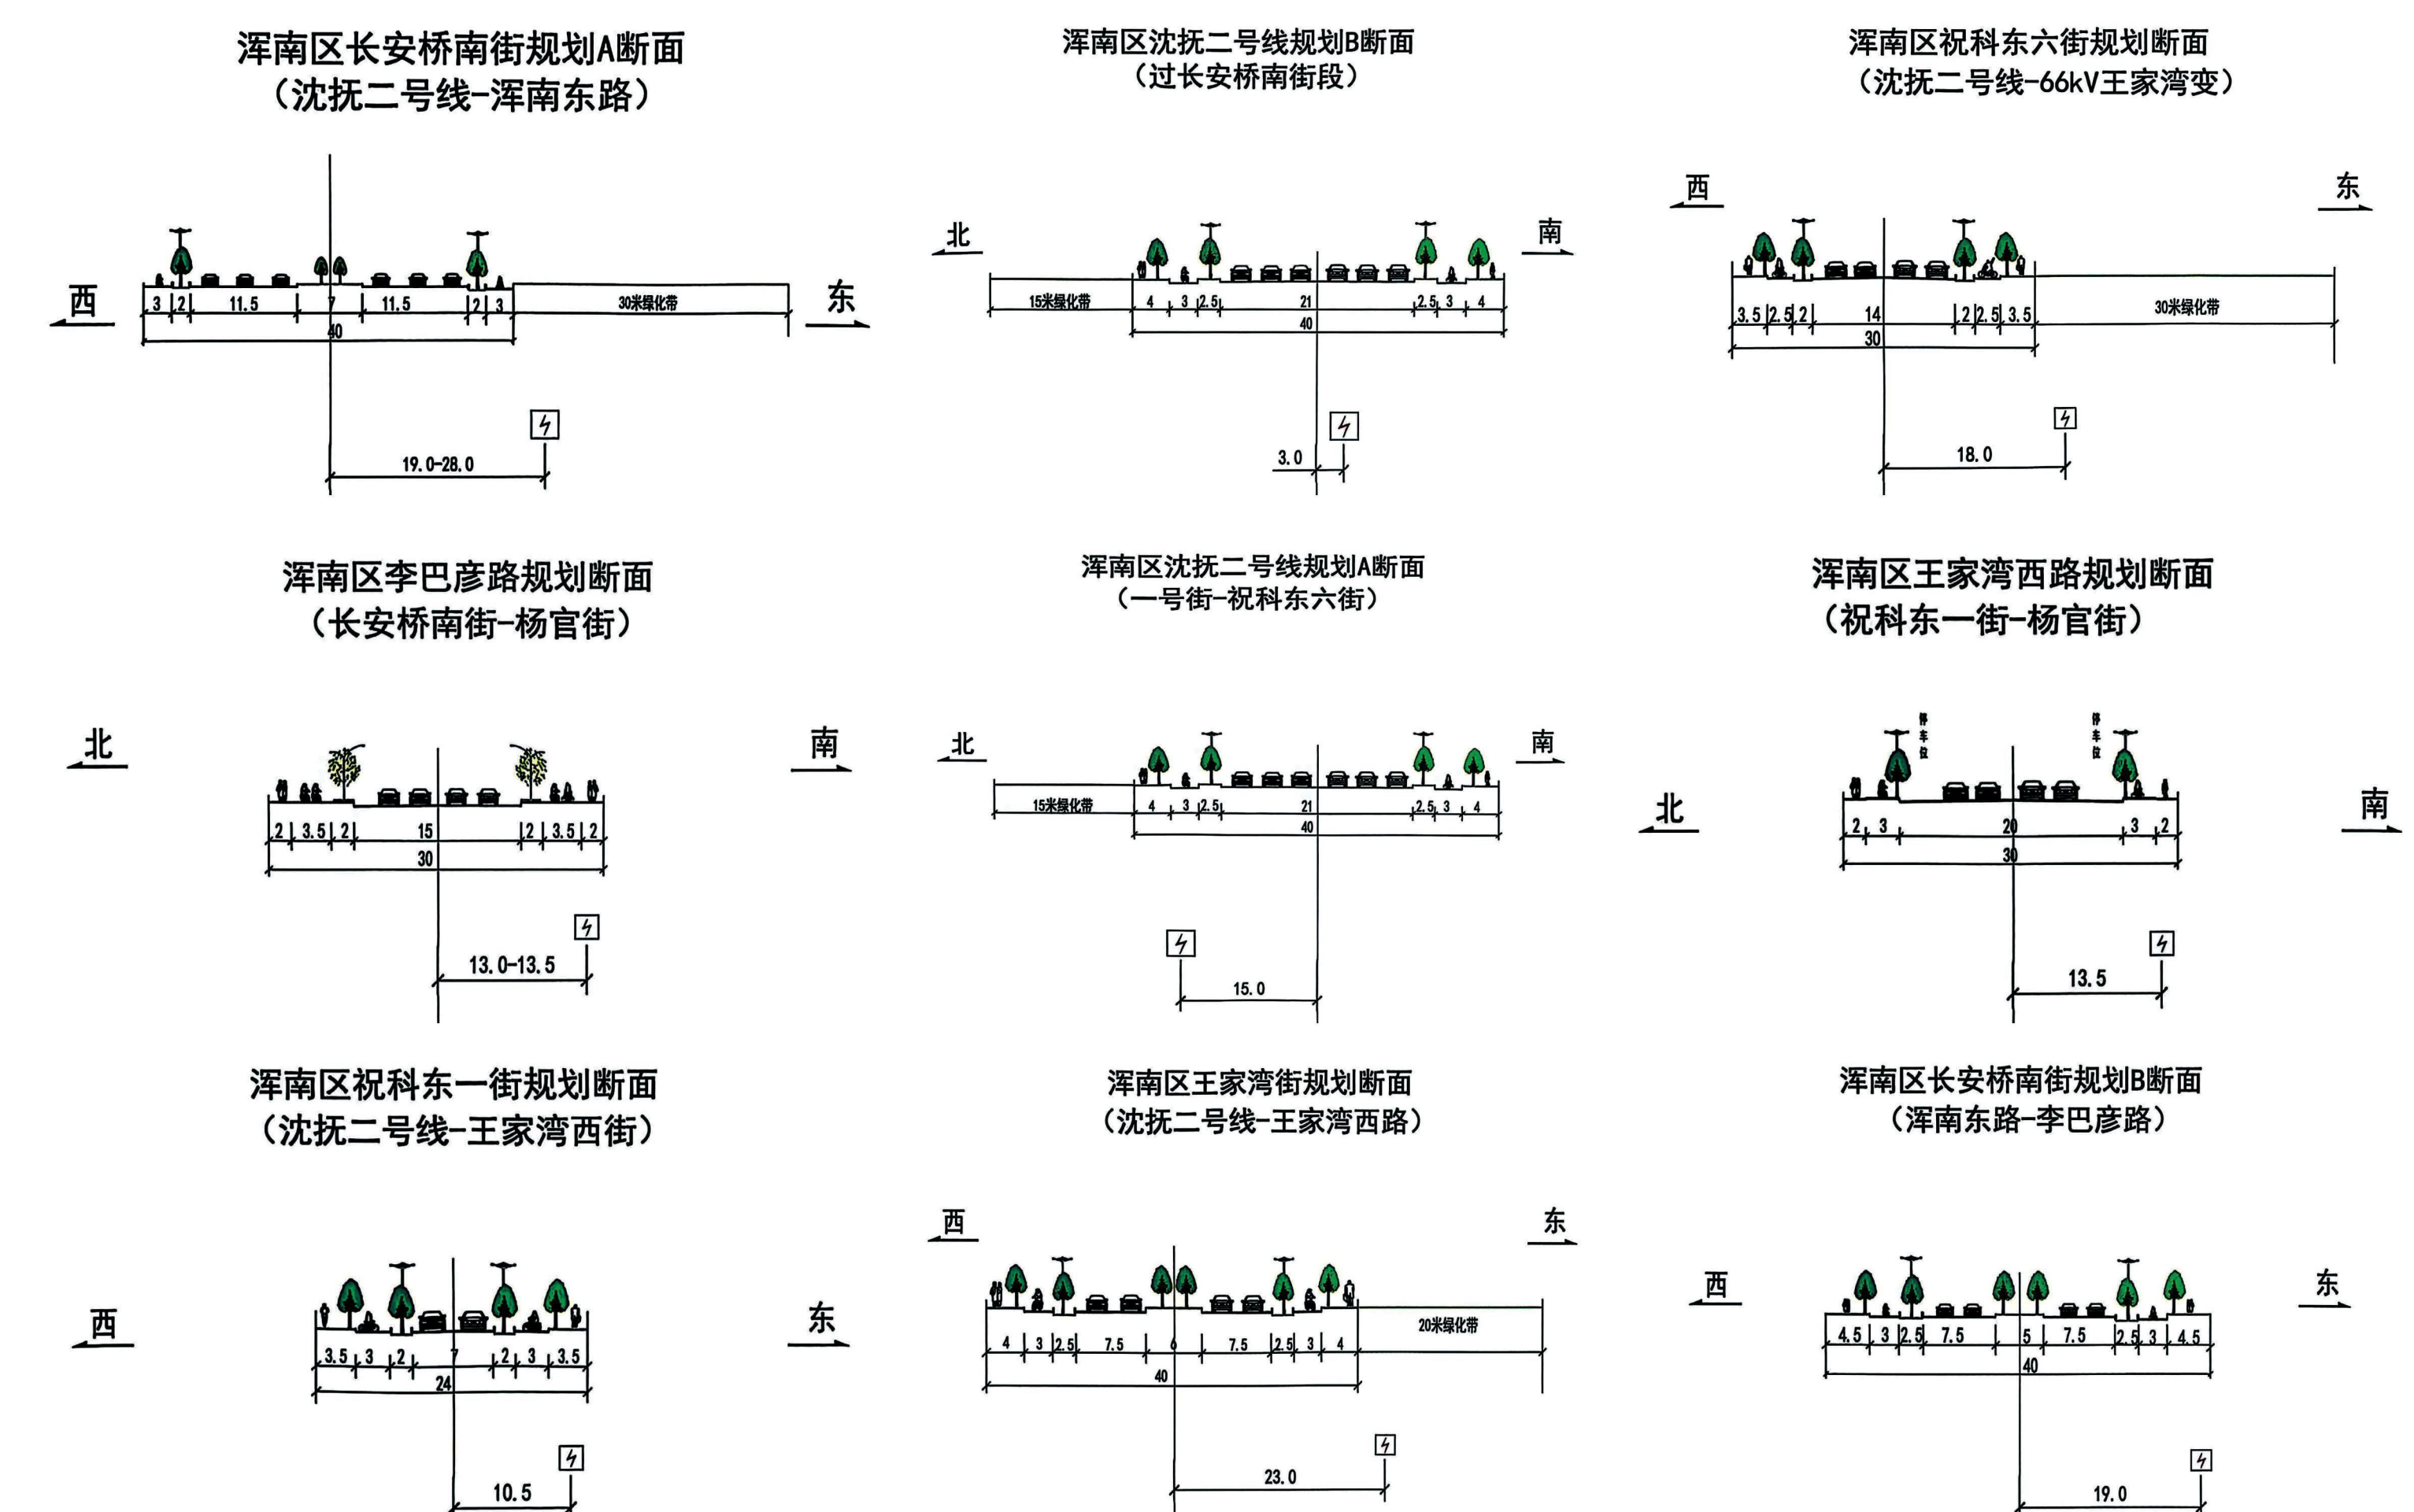 浑南区长安桥南街规划A断面
（沈抚二号线-浑南东路）
西
东
3 2 11.5 7 11.5 2 3 30米绿化带
40
19.0-28.0
浑南区沈抚二号线规划B断面
（过长安桥南街段）
北
南
15米绿化带 4 3 2.5 21 2.5 3 4
40
3.0
浑南区祝科东六街规划断面
（沈抚二号线-66kV王家湾变）
西
东
3.5 2.5 2 14 2 2.5 3.5 30米绿化带
30
18.0
浑南区李巴彦路规划断面
（长安桥南街-杨官街）
北
南
2 3.5 2 15 2 3.5 2
30
13.0-13.5
浑南区沈抚二号线规划A断面
（一号街-祝科东六街）
北
南
15米绿化带 4 3 2.5 21 2.5 3 4
40
15.0
浑南区王家湾西路规划断面
（祝科东一街-杨官街）
停车位
停车位
北
南
2 3 20 3 2
30
13.5
浑南区祝科东一街规划断面
（沈抚二号线-王家湾西街）
西
东
3.5 3 2 7 2 3 3.5
24
10.5
浑南区王家湾街规划断面
（沈抚二号线-王家湾西路）
西
东
4 3 2.5 7.5 6 7.5 2.5 3 4 20米绿化带
40
23.0
浑南区长安桥南街规划B断面
（浑南东路-李巴彦路）
西
东
4.5 3 2.5 7.5 5 7.5 2.5 3 4.5
40
19.0